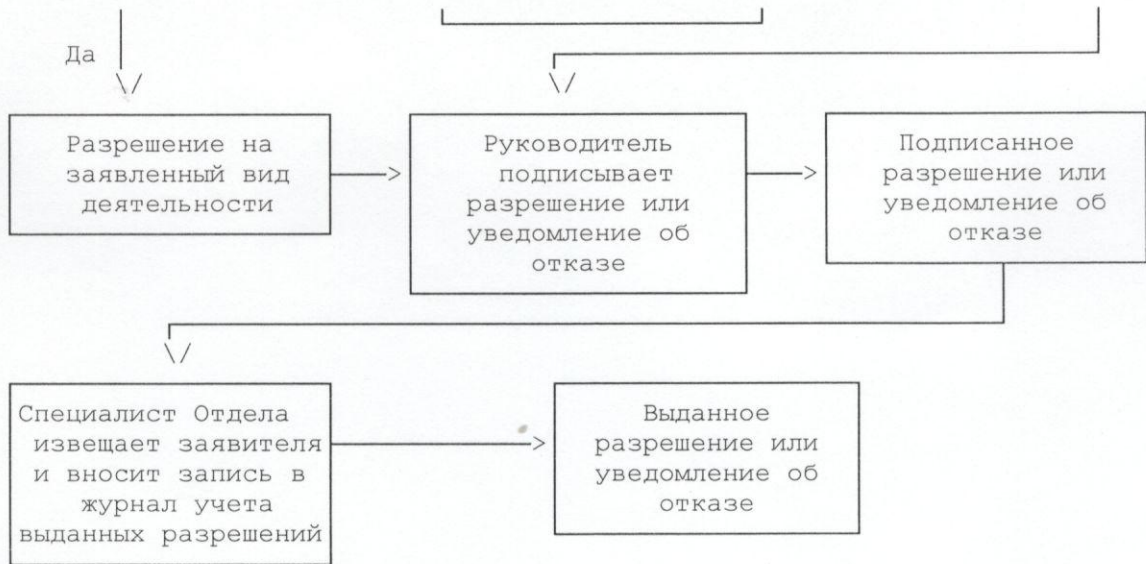 Да
Разрешение на
заявленный вид
деятельности
Руководитель
подписывает
разрешение или
уведомление об
отказе
Подписанное
разрешение или
уведомление об
отказе
Специалист Отдела
извещает заявителя
и вносит запись в
журнал учета
выданных разрешений
Выданное
разрешение или
уведомление об
отказе